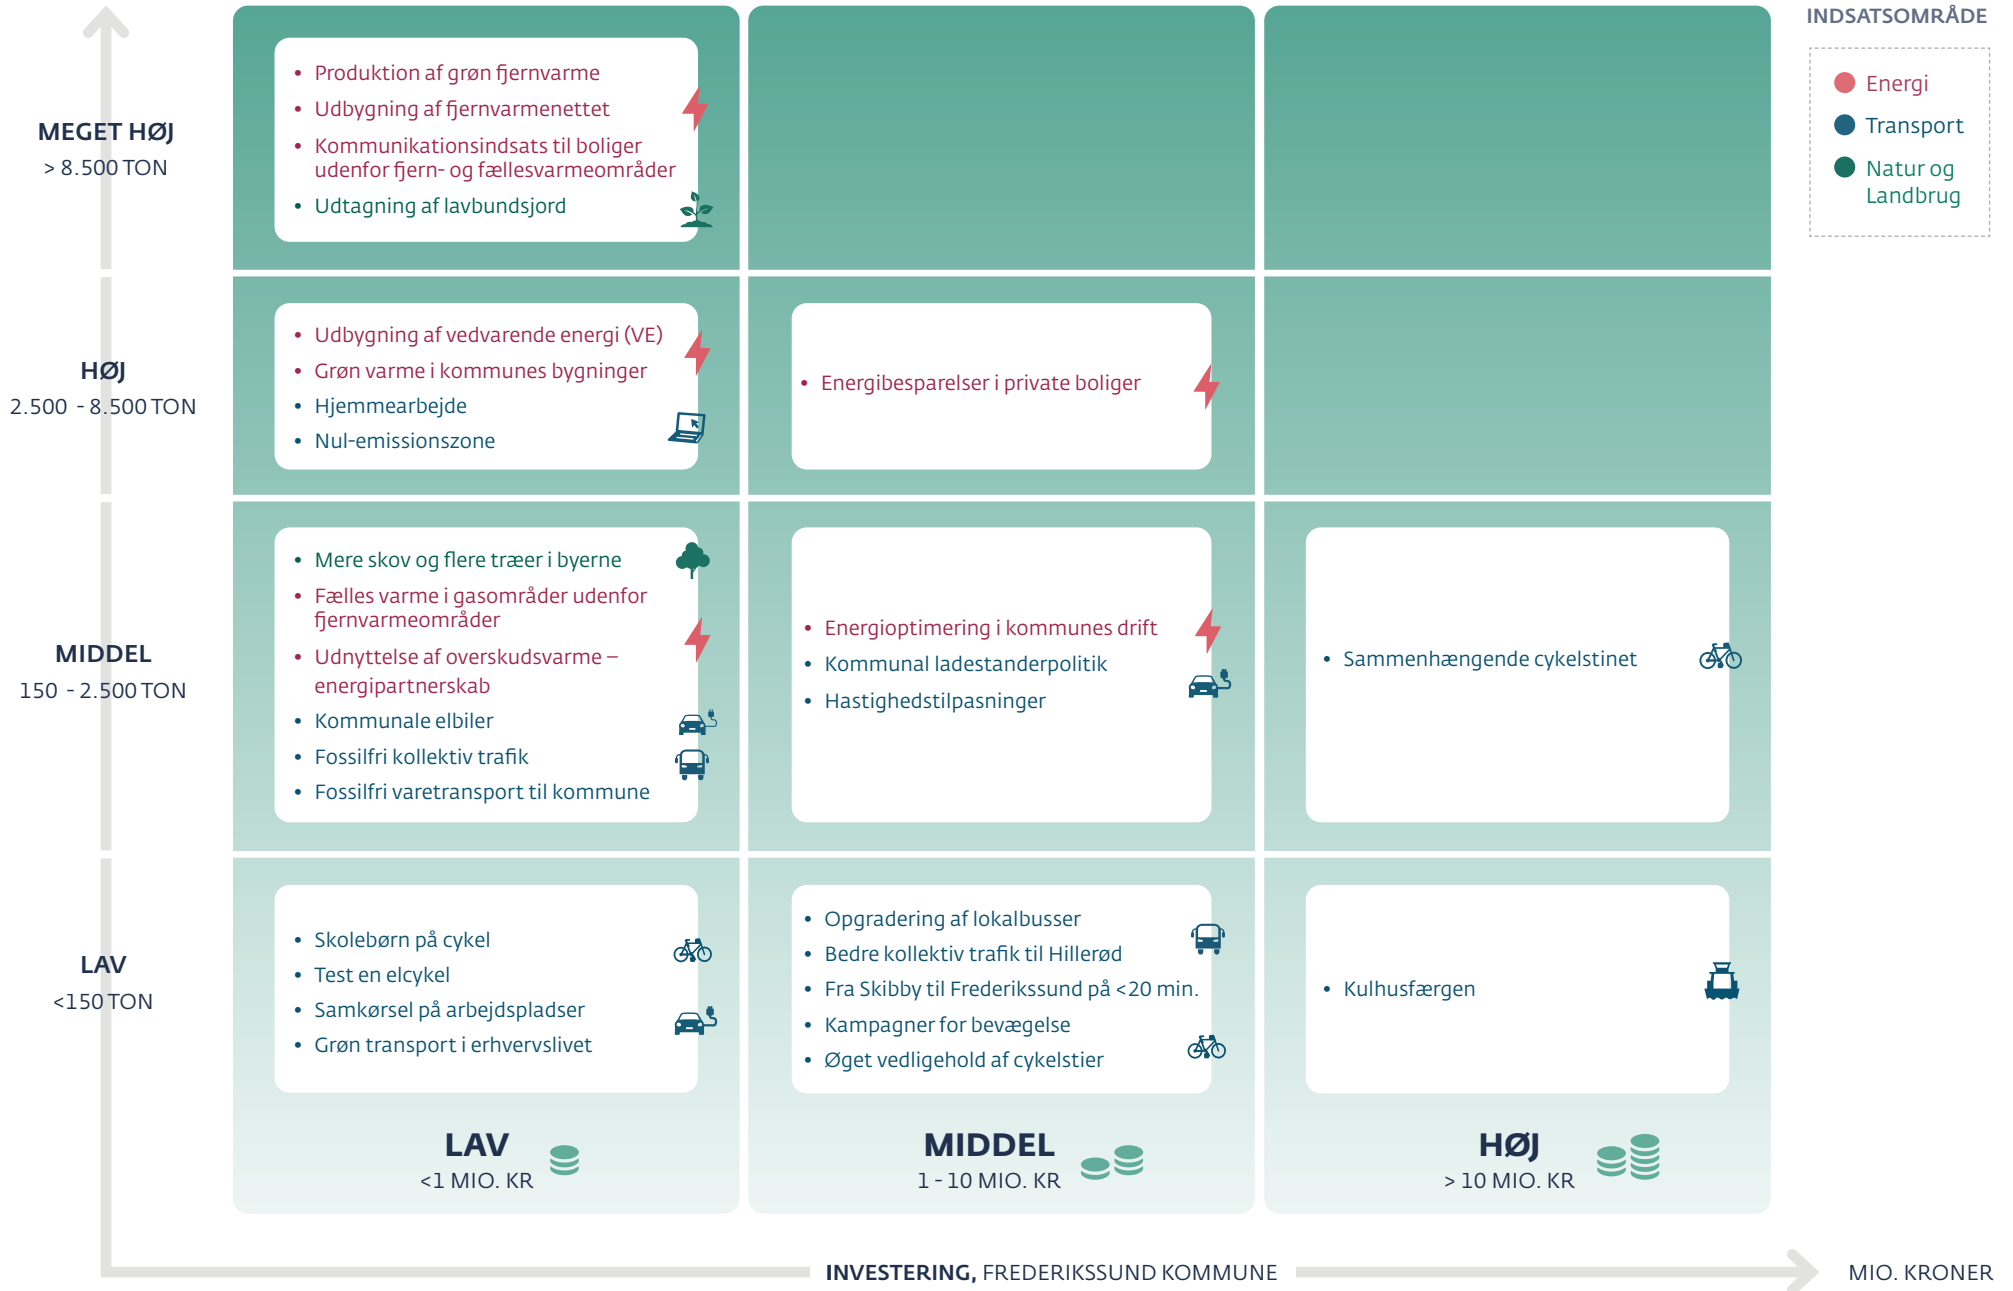 INDSATSOMRÅDE
Energi
Transport
Natur og
Landbrug
MEGET HØJ
> 8.500 TON
• Produktion af grøn fjernvarme
• Udbygning af fjernvarmenettet
• Kommunikationsindsats til boliger
udenfor fjern- og fællesvarmeområder
• Udtagning af lavbundsjord
HØJ
2.500 - 8.500 TON
• Udbygning af vedvarende energi (VE)
• Grøn varme i kommunes bygninger
• Hjemmearbejde
• Nul-emissionszone
• Energibesparelser i private boliger
MIDDEL
150 - 2.500 TON
• Mere skov og flere træer i byerne
• Fælles varme i gasområder udenfor
fjernvarmeområder
• Udnyttelse af overskudsvarme –
energipartnerskab
• Kommunale elbiler
• Fossilfri kollektiv trafik
• Fossilfri varetransport til kommune
• Energioptimering i kommunes drift
• Kommunal ladestanderpolitik
• Hastighedstilpasninger
• Sammenhængende cykelstinet
LAV
<150 TON
• Skolebørn på cykel
• Test en elcykel
• Samkørsel på arbejdspladser
• Grøn transport i erhvervslivet
• Opgradering af lokalbusser
• Bedre kollektiv trafik til Hillerød
• Fra Skibby til Frederikssund på <20 min.
• Kampagner for bevægelse
• Øget vedligehold af cykelstier
• Kulhusfærgen
LAV
<1 MIO. KR
MIDDEL
1 - 10 MIO. KR
HØJ
> 10 MIO. KR
INVESTERING, FREDERIKSSUND KOMMUNE
MIO. KRONER